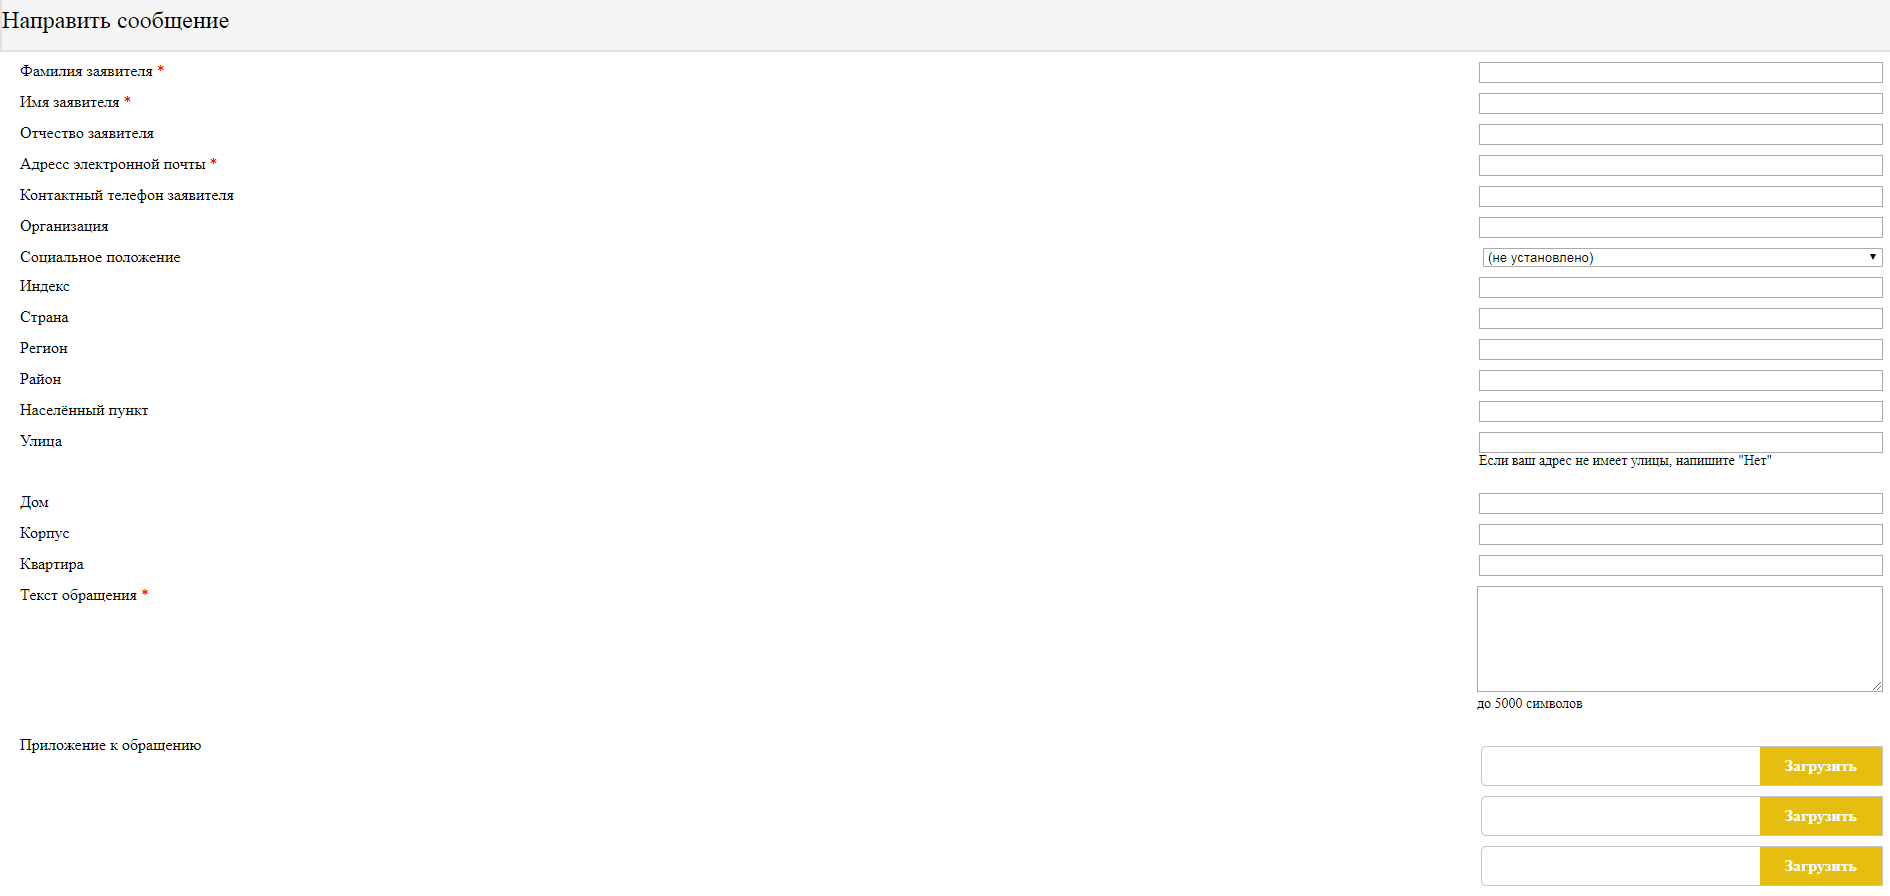 Направить сообщение
Фамилия заявителя *
Имя заявителя *
Отчество заявителя
Адресс электронной почты *
Контактный телефон заявителя
Организация
Социальное положение (не установлено)
Индекс
Страна
Регион
Район
Населённый пункт
Улица
Если ваш адрес не имеет улицы, напишите "Нет"
Дом
Корпус
Квартира
Текст обращения *
до 5000 символов
Приложение к обращению
Загрузить
Загрузить
Загрузить